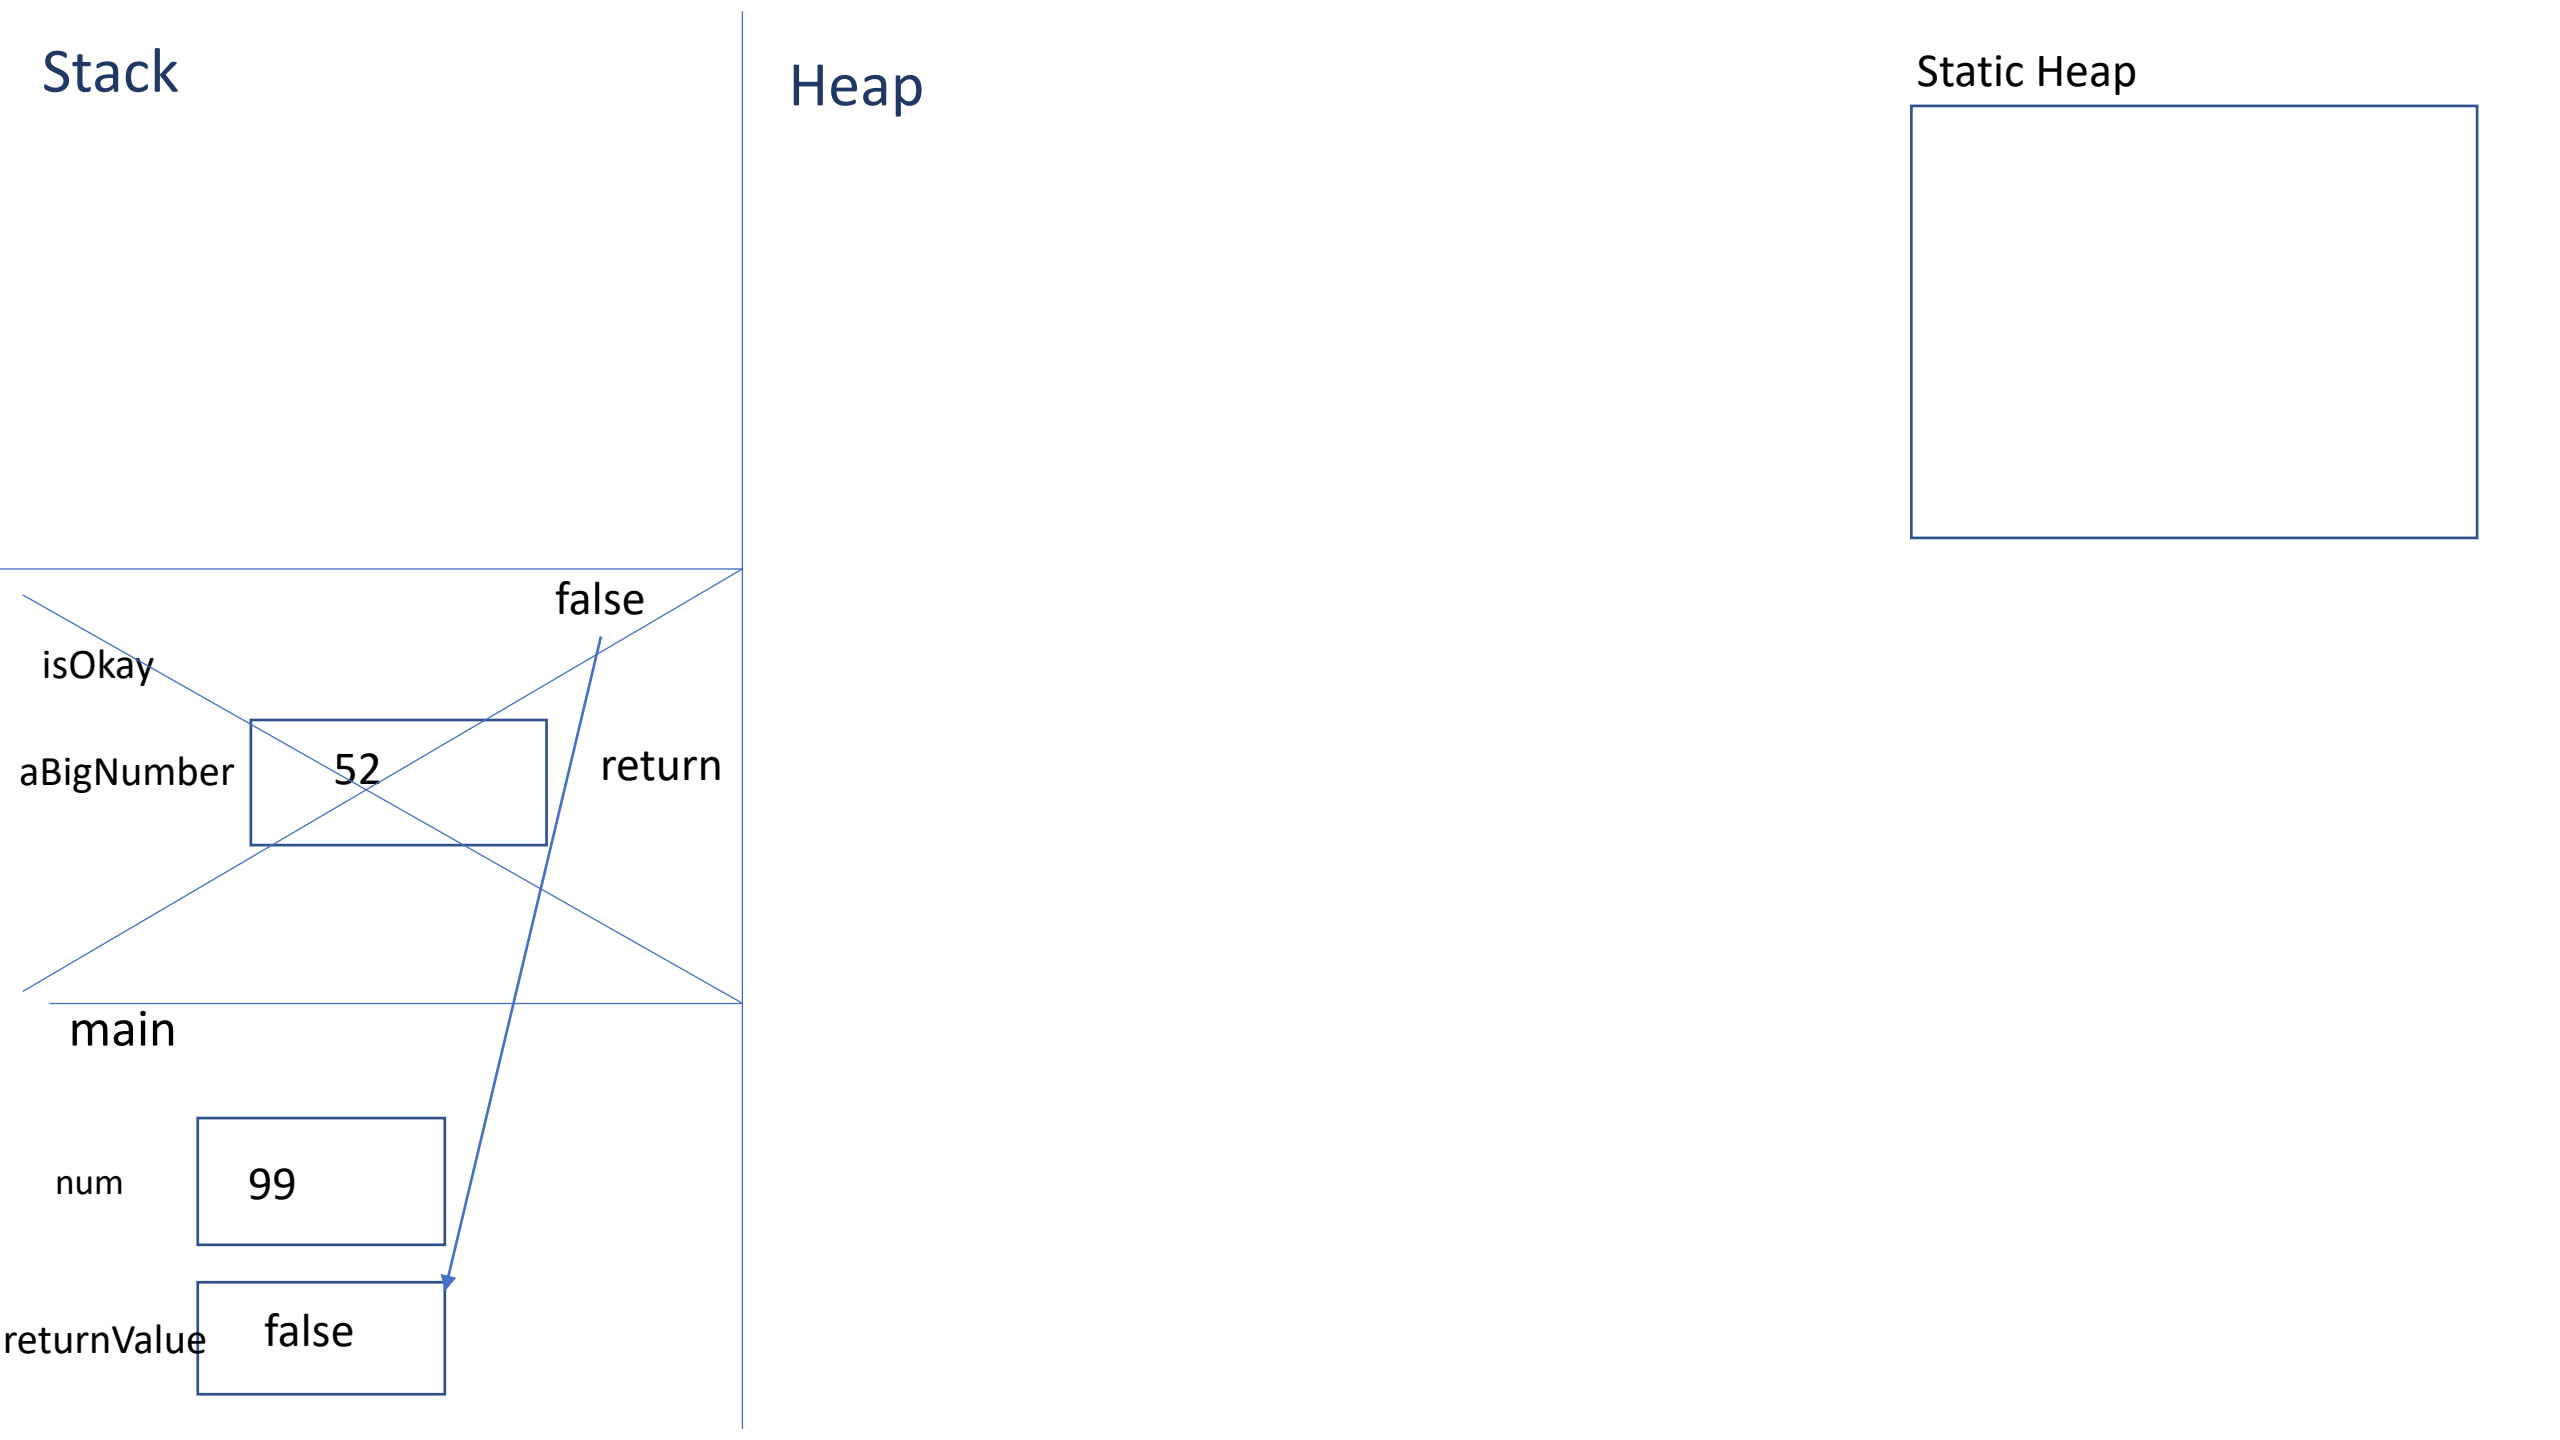 Stack
Heap
Static Heap
false
isOkay
aBigNumber
52
return
main
num
99
returnValue
false